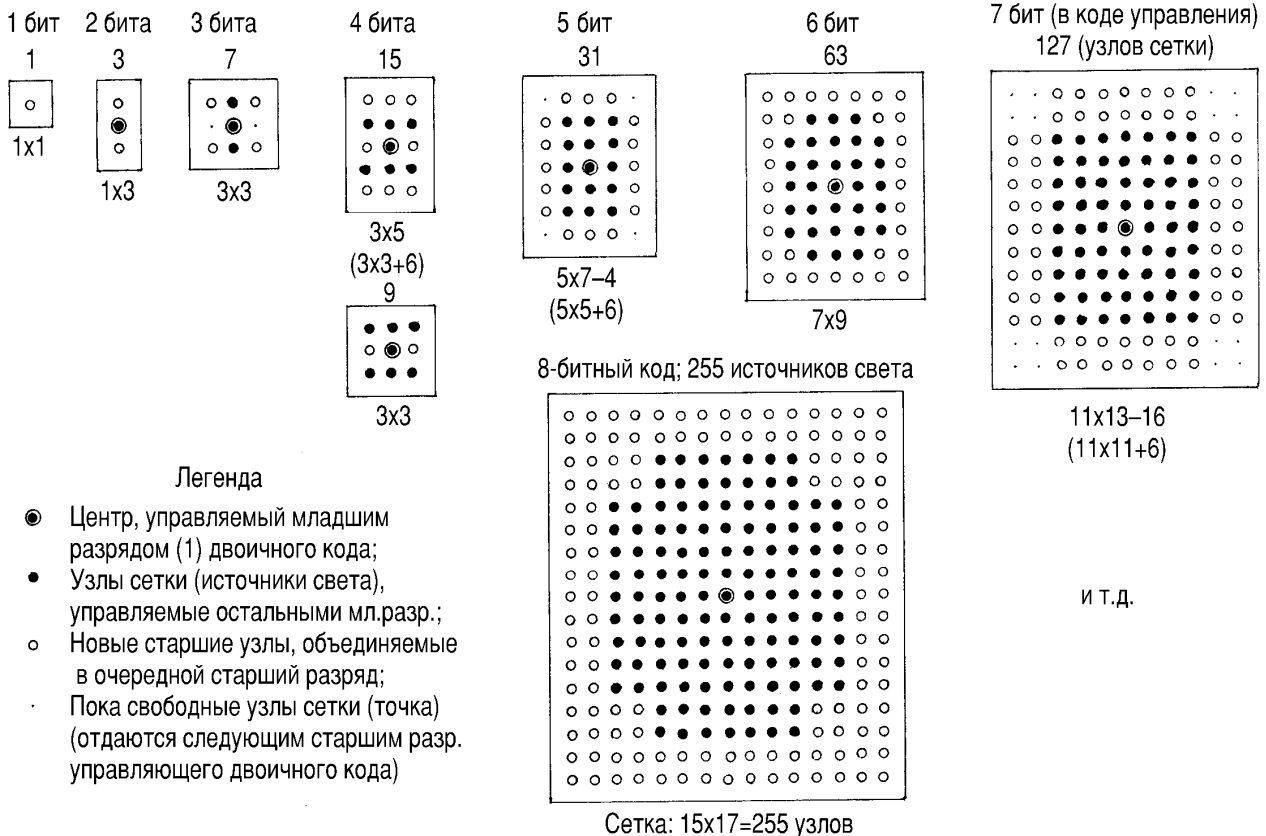 1 бит
1
1x1
2 бита
3
1x3
3 бита
7
3x3
4 бита
15
3x5
(3x3+6)
9
3x3
5 бит
31
5x7–4
(5x5+6)
6 бит
63
7x9
7 бит (в коде управления)
127 (узлов сетки)
11x13–16
(11x11+6)
8-битный код; 255 источников света
Сетка: 15x17=255 узлов
и т.д.
Легенда
Центр, управляемый младшим
разрядом (1) двоичного кода;
Узлы сетки (источники света),
управляемые остальными мл.разр.;
Новые старшие узлы, объединяемые
в очередной старший разряд;
Пока свободные узлы сетки (точка)
(отдаются следующим старшим разр.
управляющего двоичного кода)